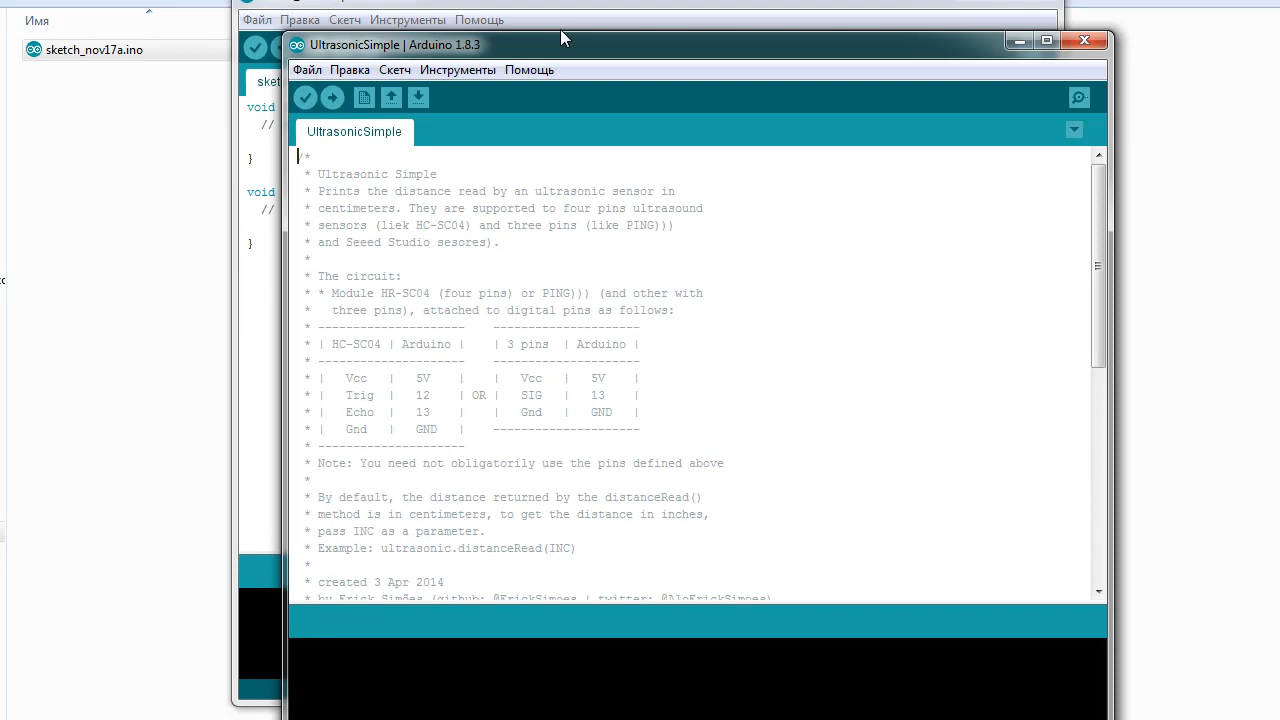 Имя
sketch_nov17a.ino
Файл Правка Скетч Инструменты Помощь
void
//
}
void
//
}
UltrasonicSimple | Arduino 1.8.3
Файл Правка Скетч Инструменты Помощь
UltrasonicSimple
/*
* Ultrasonic Simple
* Prints the distance read by an ultrasonic sensor in
* centimeters. They are supported to four pins ultrasound
* sensors (liek HC-SC04) and three pins (like PING)))
* and Seeed Studio sesores).
*
* The circuit:
* * Module HR-SC04 (four pins) or PING))) (and other with
* three pins), attached to digital pins as follows:
* --------------------- ---------------------
* | HC-SC04 | Arduino | | 3 pins | Arduino |
* --------------------- ---------------------
* | Vcc | 5V | | Vcc | 5V |
* | Trig | 12 | OR | SIG | 13 |
* | Echo | 13 | | Gnd | GND |
* | Gnd | GND | ---------------------
* ---------------------
* Note: You need not obligatorily use the pins defined above
*
* By default, the distance returned by the distanceRead()
* method is in centimeters, to get the distance in inches,
* pass INC as a parameter.
* Example: ultrasonic.distanceRead(INC)
*
* created 3 Apr 2014
* by Erick Simões (github: @ErickSimoes | twitter: @AloErickSimoes)